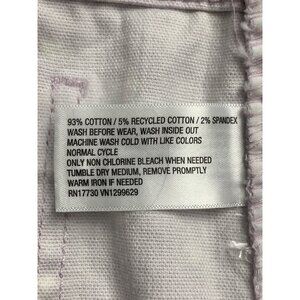 93% COTTON / 5% RECYCLED COTTON / 2% SPANDEX
WASH BEFORE WEAR, WASH INSIDE OUT
MACHINE WASH COLD WITH LIKE COLORS
NORMAL CYCLE
ONLY NON CHLORINE BLEACH WHEN NEEDED
TUMBLE DRY MEDIUM, REMOVE PROMPTLY
WARM IRON IF NEEDED
RN17730 VN1299629